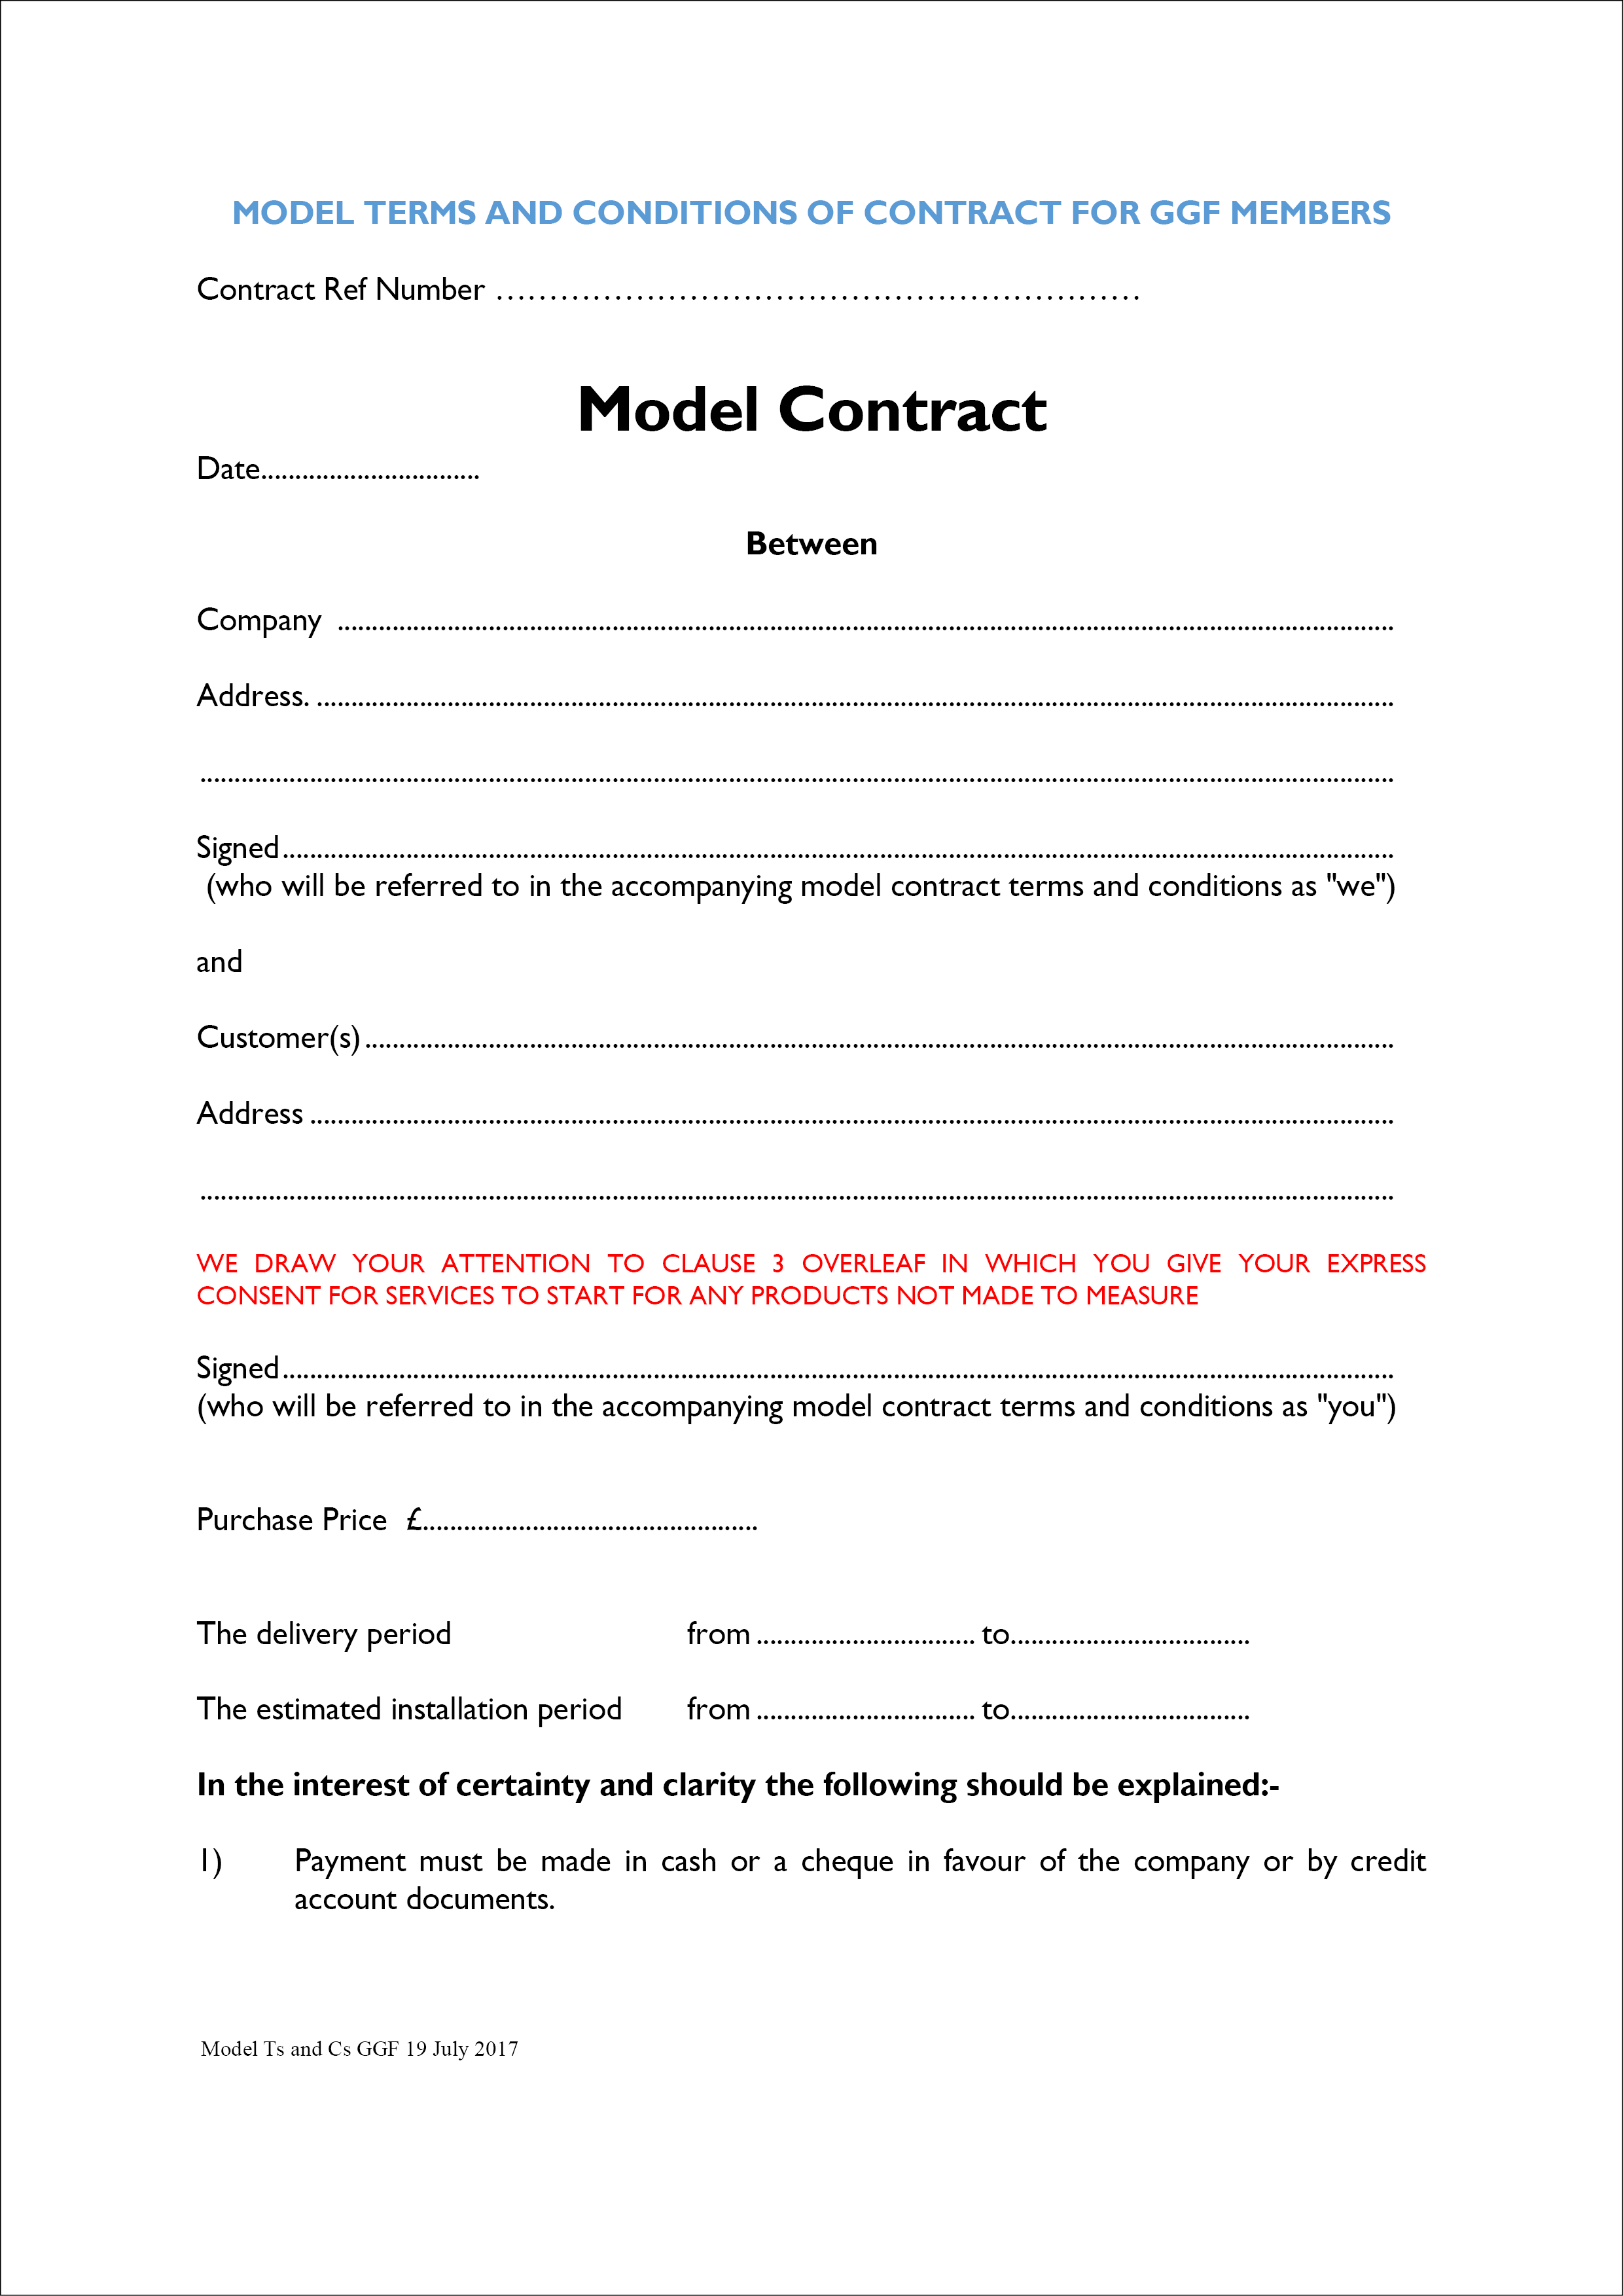 MODEL TERMS AND CONDITIONS OF CONTRACT FOR GGF MEMBERS
Contract Ref Number ……………………………………………………
Model Contract
Date................................
Between
Company ..........................................................................................................................................................
Address. .............................................................................................................................................................
..............................................................................................................................................................................
Signed..................................................................................................................................................................
(who will be referred to in the accompanying model contract terms and conditions as "we")
and
Customer(s)......................................................................................................................................................
Address ..............................................................................................................................................................
..............................................................................................................................................................................
WE DRAW YOUR ATTENTION TO CLAUSE 3 OVERLEAF IN WHICH YOU GIVE YOUR EXPRESS
CONSENT FOR SERVICES TO START FOR ANY PRODUCTS NOT MADE TO MEASURE
Signed..................................................................................................................................................................
(who will be referred to in the accompanying model contract terms and conditions as "you")
Purchase Price £.................................................
The delivery period from ................................ to...................................
The estimated installation period from ................................ to...................................
In the interest of certainty and clarity the following should be explained:-
1) Payment must be made in cash or a cheque in favour of the company or by credit
account documents.
Model Ts and Cs GGF 19 July 2017